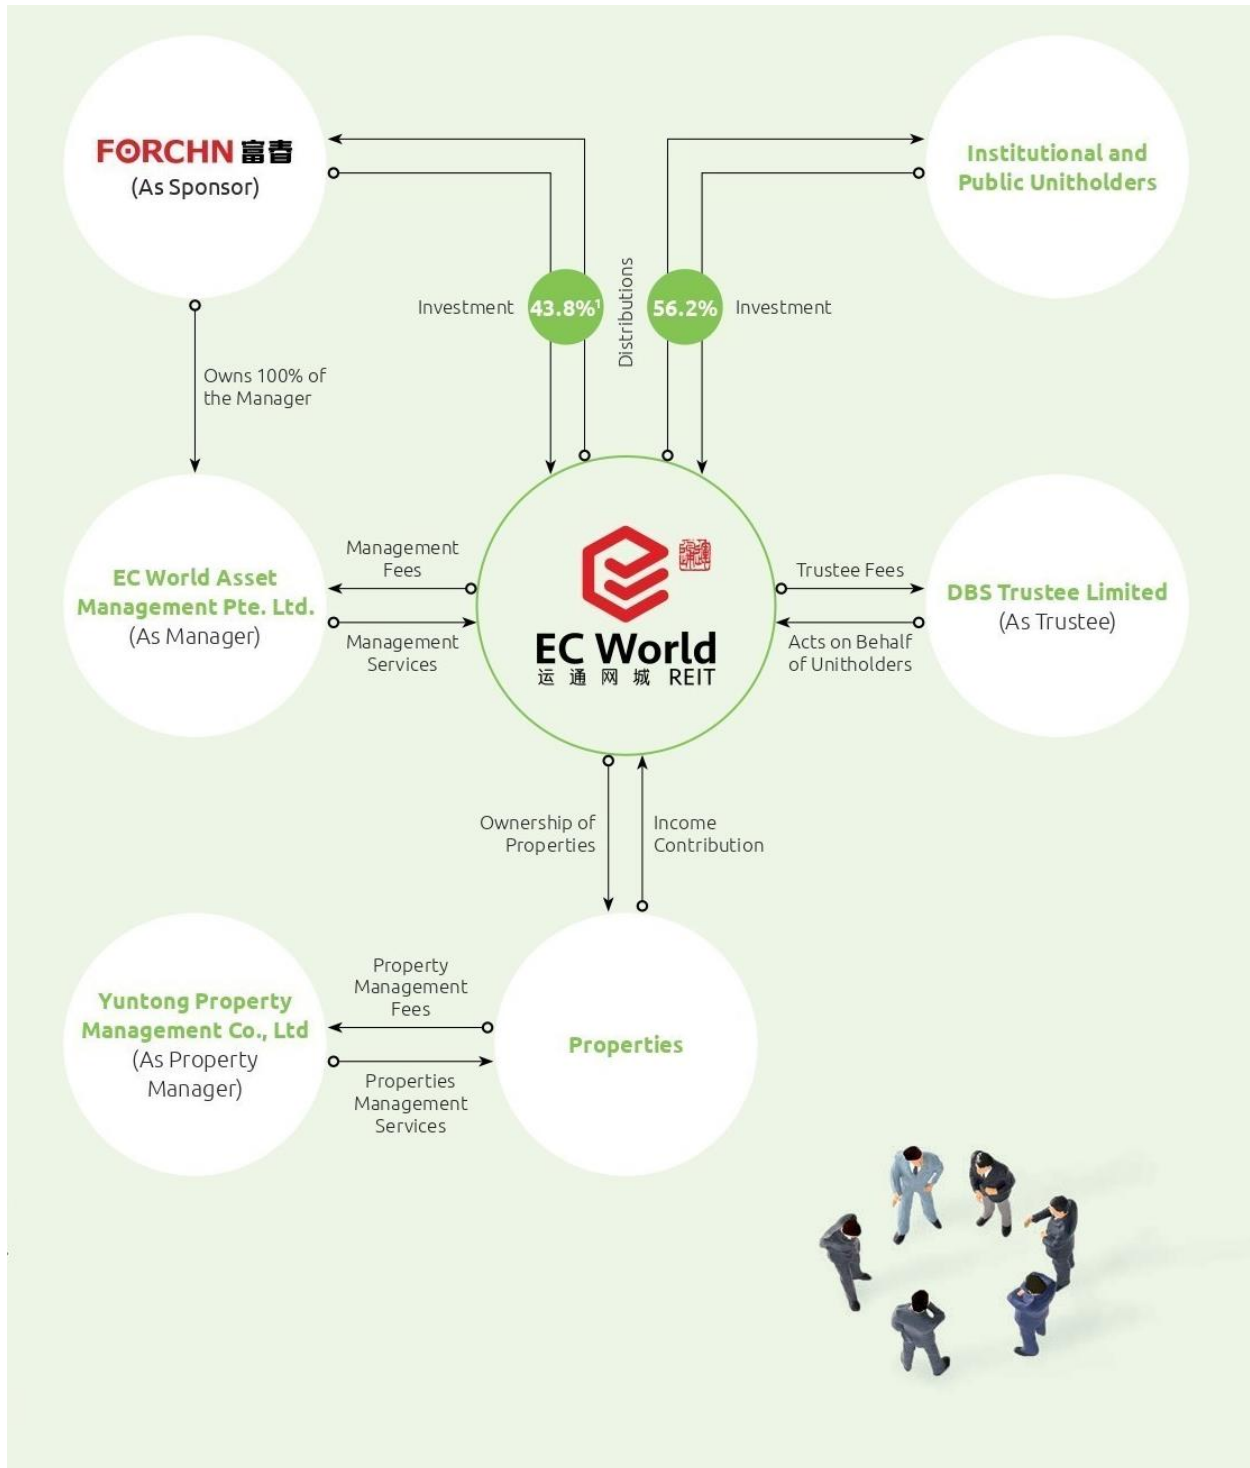 FORCHN 富春
(As Sponsor)
Institutional and
Public Unitholders
Investment
43.8%¹
Distributions
56.2%
Investment
Owns 100% of
the Manager
EC World Asset
Management Pte. Ltd.
(As Manager)
Management
Fees
Management
Services
EC World
运通网城 REIT
Trustee Fees
Acts on Behalf
of Unitholders
DBS Trustee Limited
(As Trustee)
Ownership of
Properties
Income
Contribution
Yuntong Property
Management Co., Ltd
(As Property
Manager)
Property
Management
Fees
Properties
Management
Services
Properties